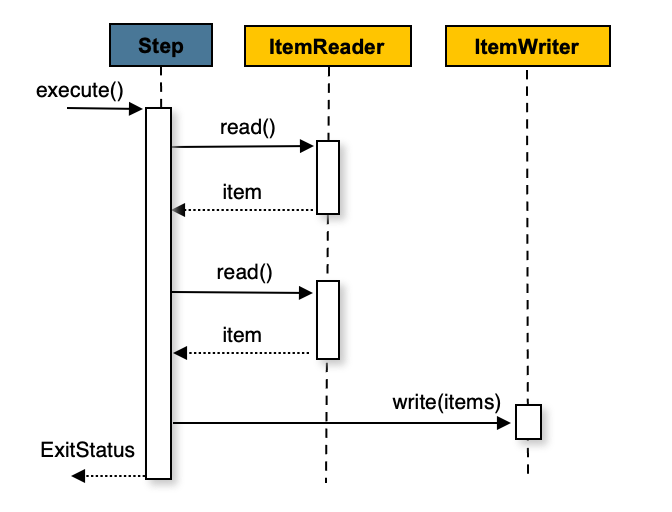 Step
ItemReader
ItemWriter
execute()
read()
item
read()
item
write(items)
ExitStatus